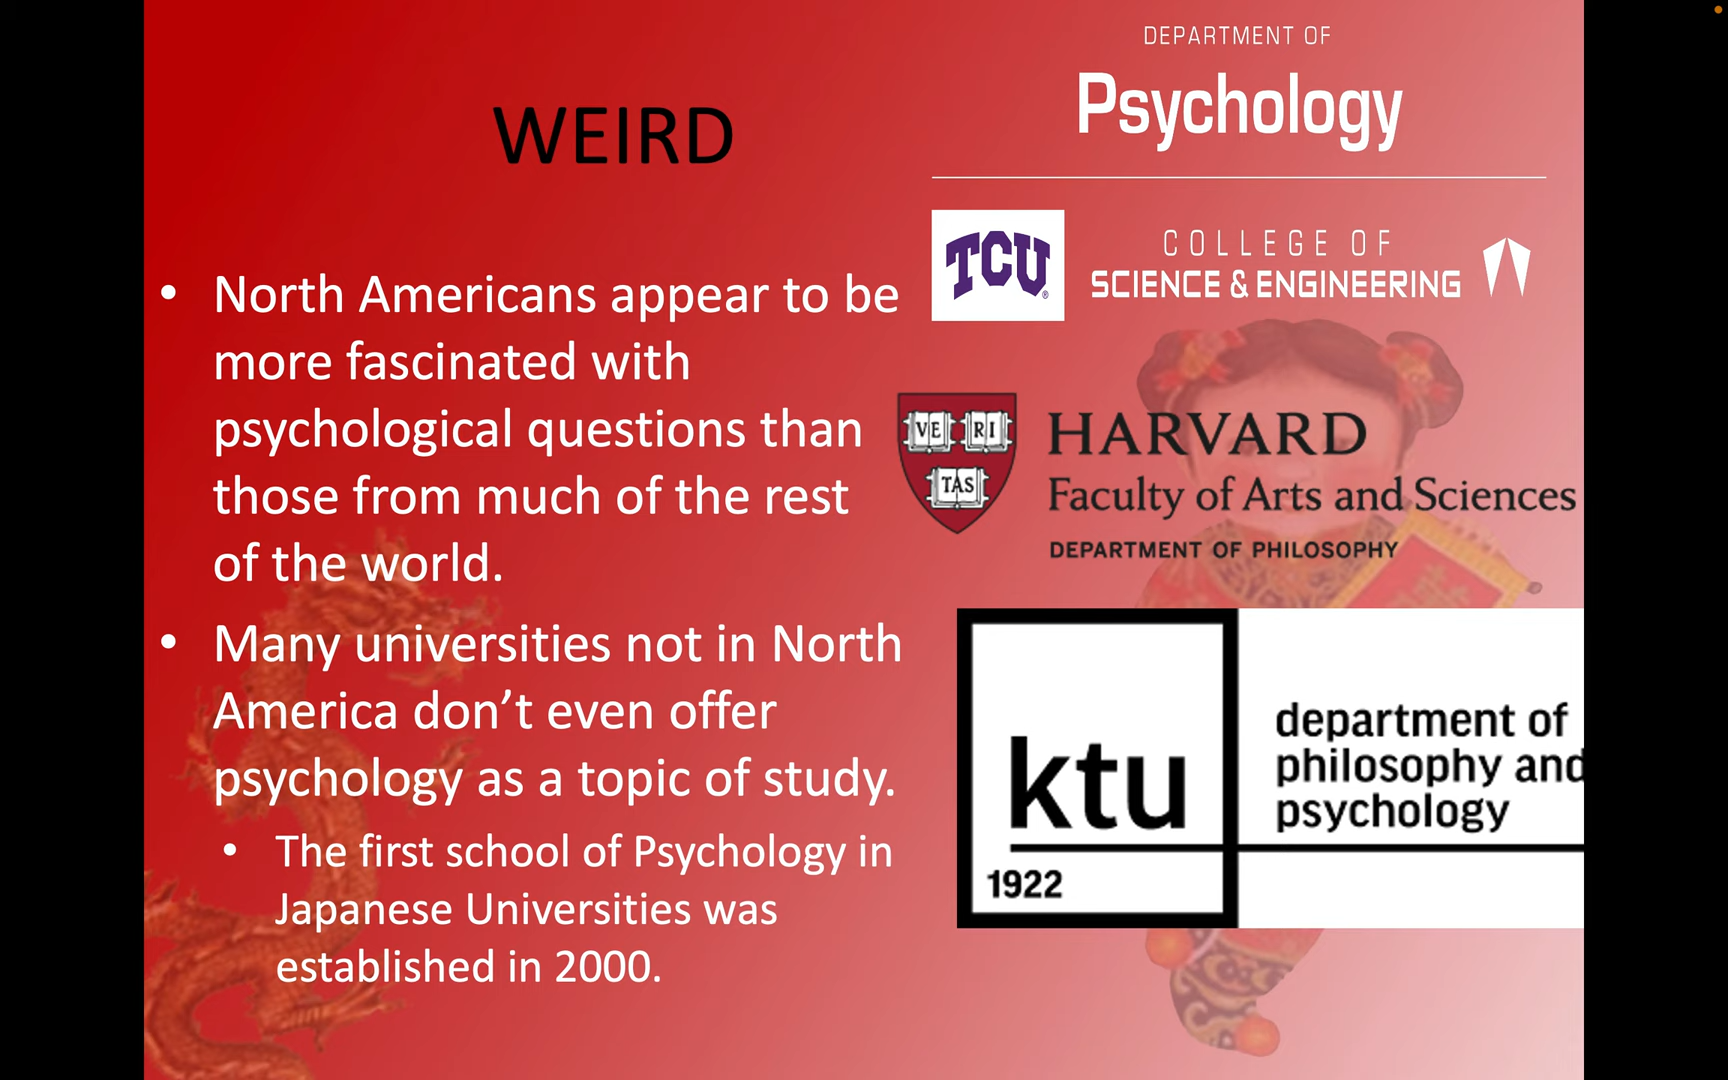 WEIRD
• North Americans appear to be
more fascinated with
psychological questions than
those from much of the rest
of the world.
• Many universities not in North
America don’t even offer
psychology as a topic of study.
• The first school of Psychology in
Japanese Universities was
established in 2000.
DEPARTMENT OF
Psychology
TCU®
COLLEGE OF
SCIENCE & ENGINEERING
VE RI
TAS
HARVARD
Faculty of Arts and Sciences
DEPARTMENT OF PHILOSOPHY
ktu
1922
department of
philosophy and
psychology